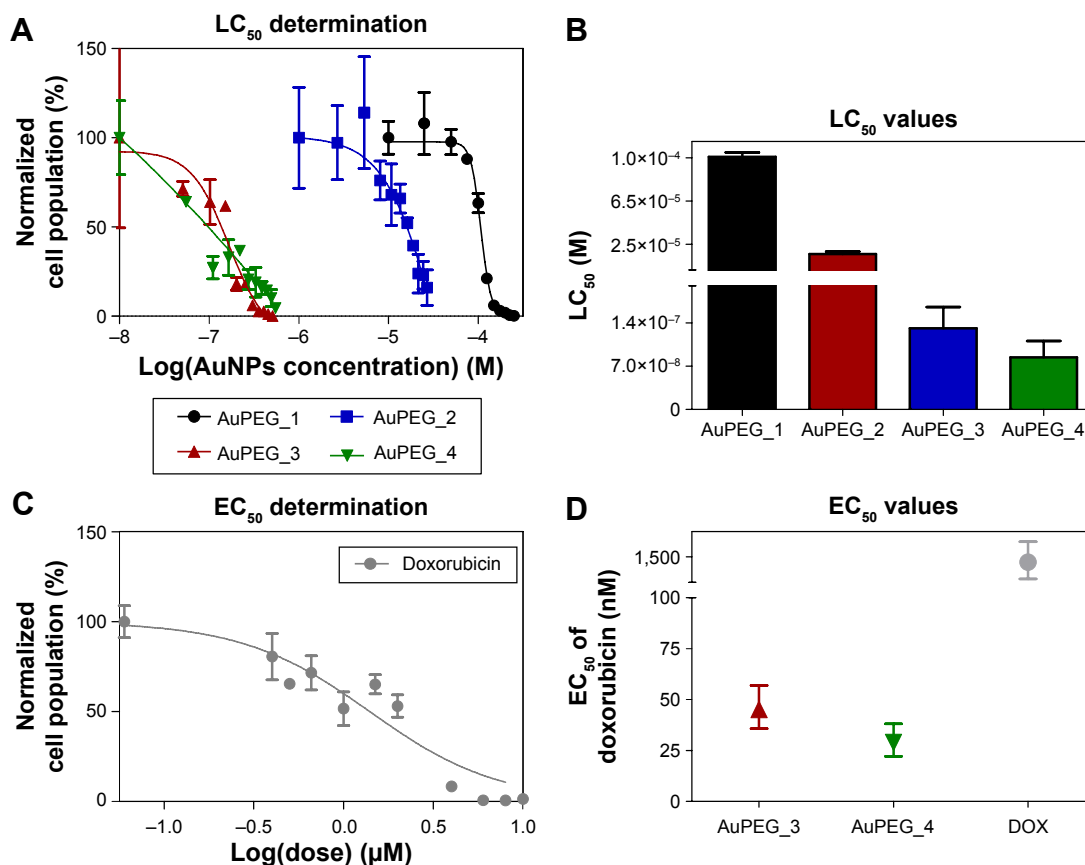 A
LC₅₀ determination
Normalized
cell population (%)
150
100
50
0
−8
−7
−6
−5
−4
Log(AuNPs concentration) (M)
AuPEG_1
AuPEG_2
AuPEG_3
AuPEG_4
B
LC₅₀ values
LC₅₀ (M)
1.0×10⁻⁴
6.5×10⁻⁵
2.5×10⁻⁵
1.4×10⁻⁷
7.0×10⁻⁸
0
AuPEG_1
AuPEG_2
AuPEG_3
AuPEG_4
C
EC₅₀ determination
Normalized
cell population (%)
150
100
50
0
Doxorubicin
−1.0
−0.5
0.0
0.5
1.0
Log(dose) (µM)
D
EC₅₀ values
EC₅₀ of
doxorubicin (nM)
1,500
100
75
50
25
0
AuPEG_3
AuPEG_4
DOX